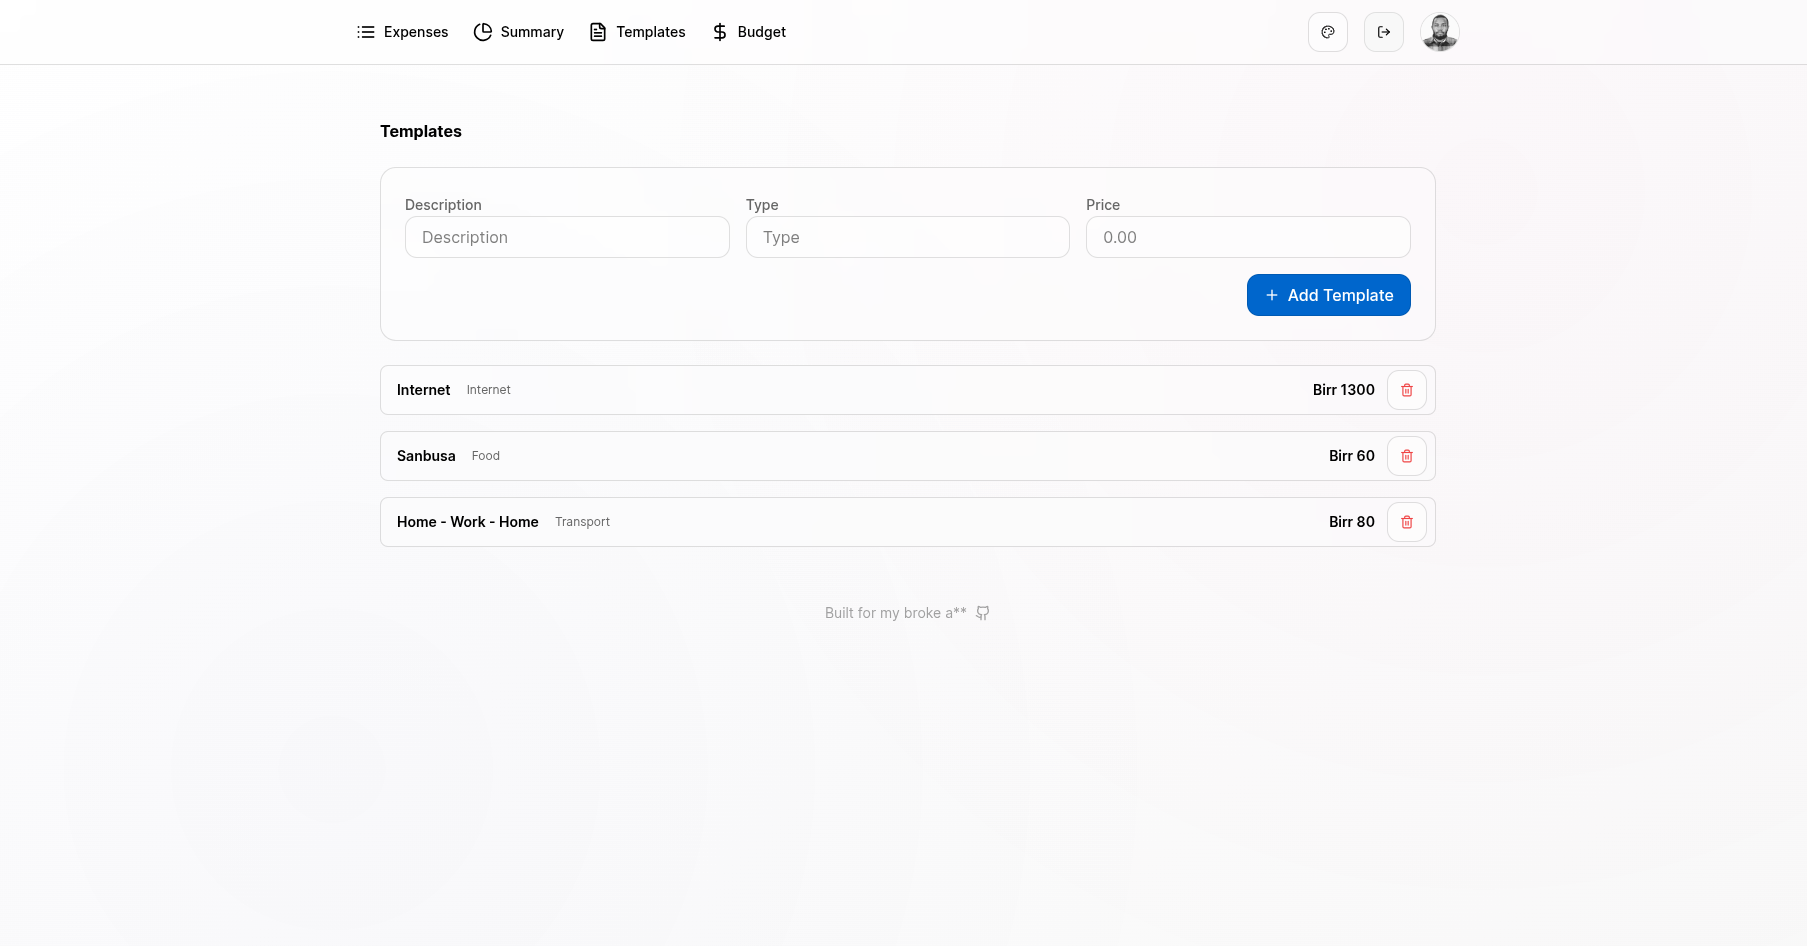 Expenses Summary Templates Budget
Templates
Description Type Price
Description Type 0.00
Add Template
Internet Internet Birr 1300
Sanbusa Food Birr 60
Home - Work - Home Transport Birr 80
Built for my broke a**